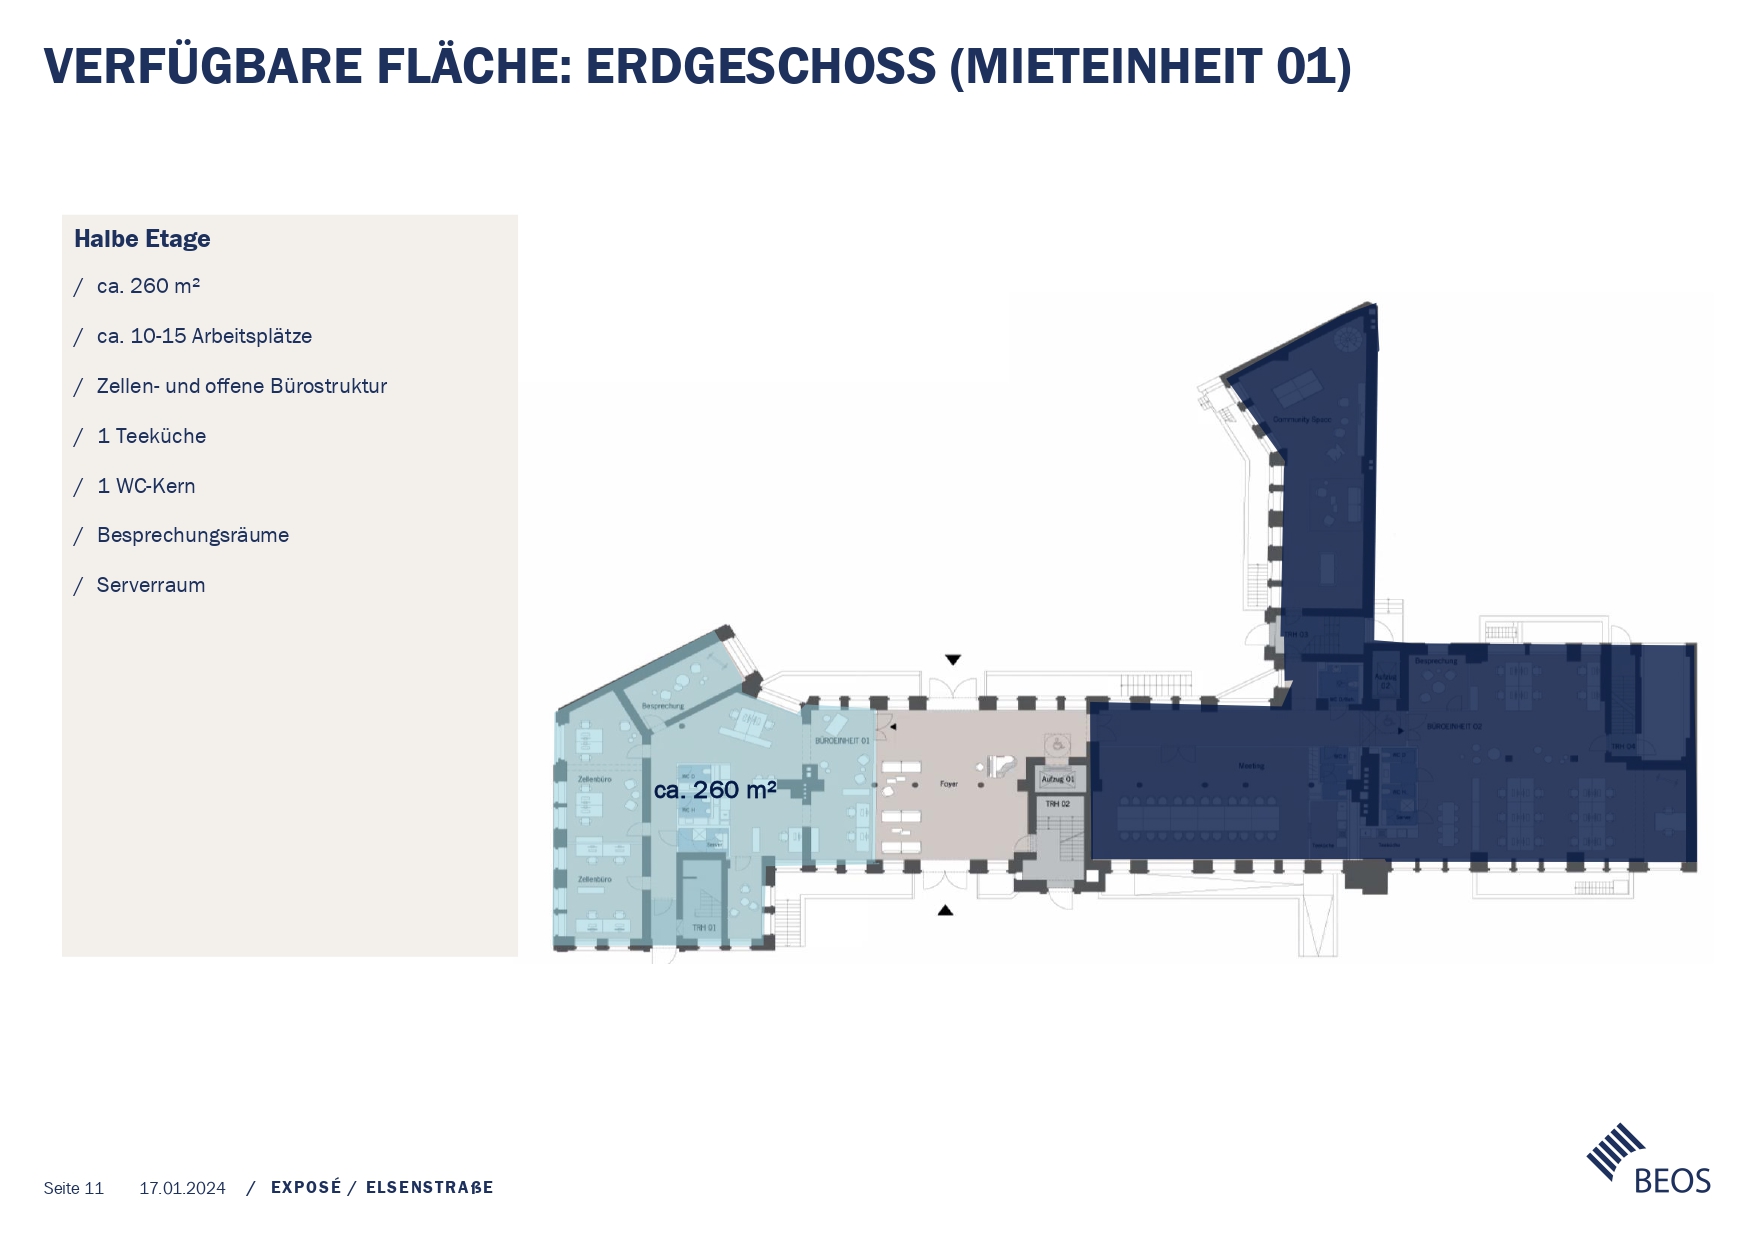 VERFÜGBARE FLÄCHE: ERDGESCHOSS (MIETEINHEIT 01)
Halbe Etage
/ ca. 260 m²
/ ca. 10-15 Arbeitsplätze
/ Zellen- und offene Bürostruktur
/ 1 Teeküche
/ 1 WC-Kern
/ Besprechungsräume
/ Serverraum
Community Space
TRH 03
Besprechung
Aufzug 02
BÜROEINHEIT 02
TRH 04
Besprechung
BÜROEINHEIT 01
Zellenbüro
ca. 260 m²
Foyer
Aufzug 01
TRH 02
Meeting
Zellenbüro
TRH 01
Seite 11 17.01.2024 / EXPOSÉ / ELSENSTRAßE
BEOS